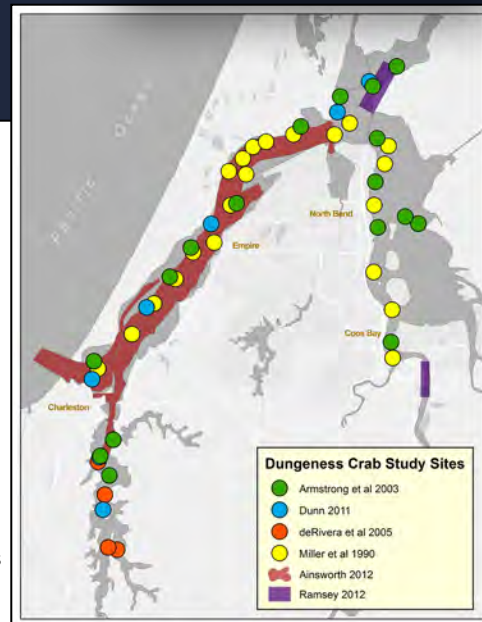 Pacific Ocean
North Bend
Empire
Coos Bay
Charleston
Dungeness Crab Study Sites
Armstrong et al 2003
Dunn 2011
deRivera et al 2005
Miller et al 1990
Ainsworth 2012
Ramsey 2012
s